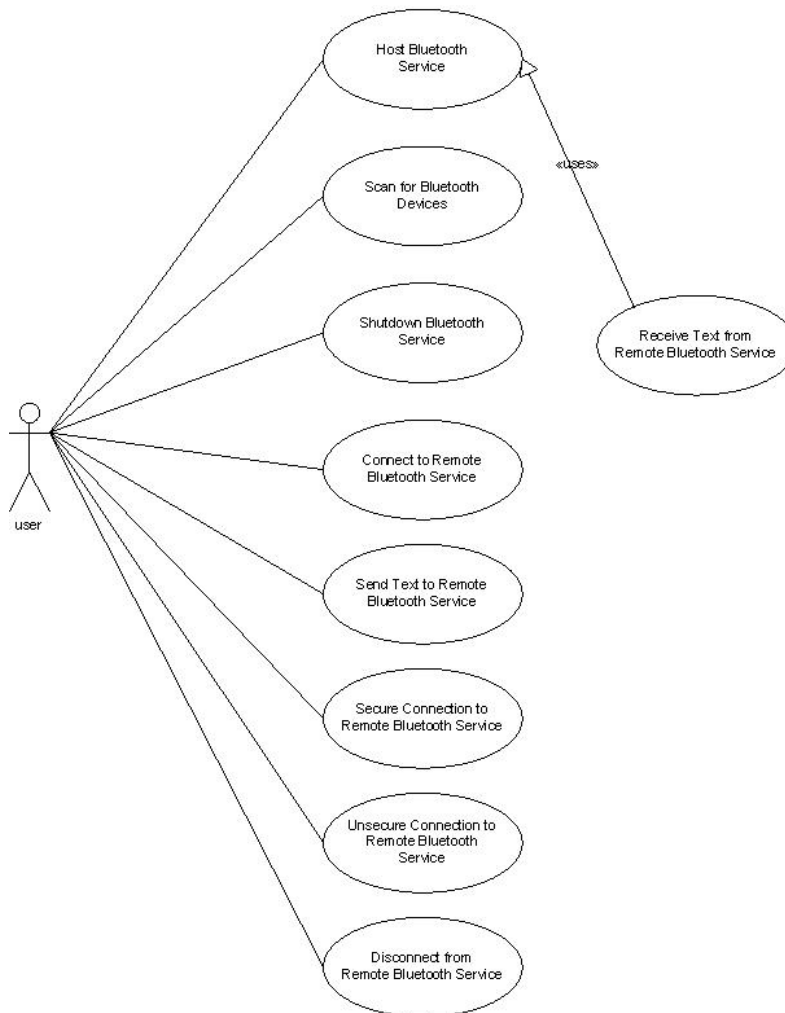 Host Bluetooth
Service
«uses»
Scan for Bluetooth
Devices
Shutdown Bluetooth
Service
Receive Text from
Remote Bluetooth Service
user
Connect to Remote
Bluetooth Service
Send Text to Remote
Bluetooth Service
Secure Connection to
Remote Bluetooth Service
Unsecure Connection to
Remote Bluetooth
Service
Disconnect from
Remote Bluetooth Service